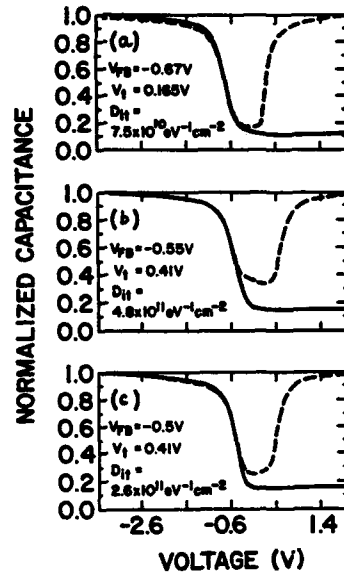 NORMALIZED CAPACITANCE
1.0
0.8
0.6
0.4
0.2
0.0
(a)
VFB=-0.67V
Vt = 0.165V
Dit =
7.5x10^10 eV^-1cm^-2
1.0
0.8
0.6
0.4
0.2
0.0
(b)
VFB=-0.55V
Vt = 0.41V
Dit =
4.8x10^11 eV^-1cm^-2
1.0
0.8
0.6
0.4
0.2
0.0
(c)
VFB=-0.5V
Vt = 0.41V
Dit =
2.6x10^11 eV^-1cm^-2
-2.6 -0.6 1.4
VOLTAGE (V)